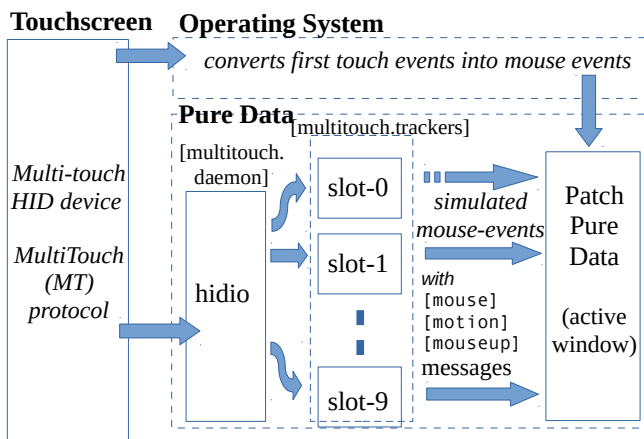 Touchscreen
Operating System
converts first touch events into mouse events
Pure Data
[multitouch.trackers]
[multitouch.
daemon]
Multi-touch
HID device
MultiTouch
(MT)
protocol
hidio
slot-0
slot-1
slot-9
simulated
mouse-events
with
[mouse]
[motion]
[mouseup]
messages
Patch
Pure
Data
(active
window)